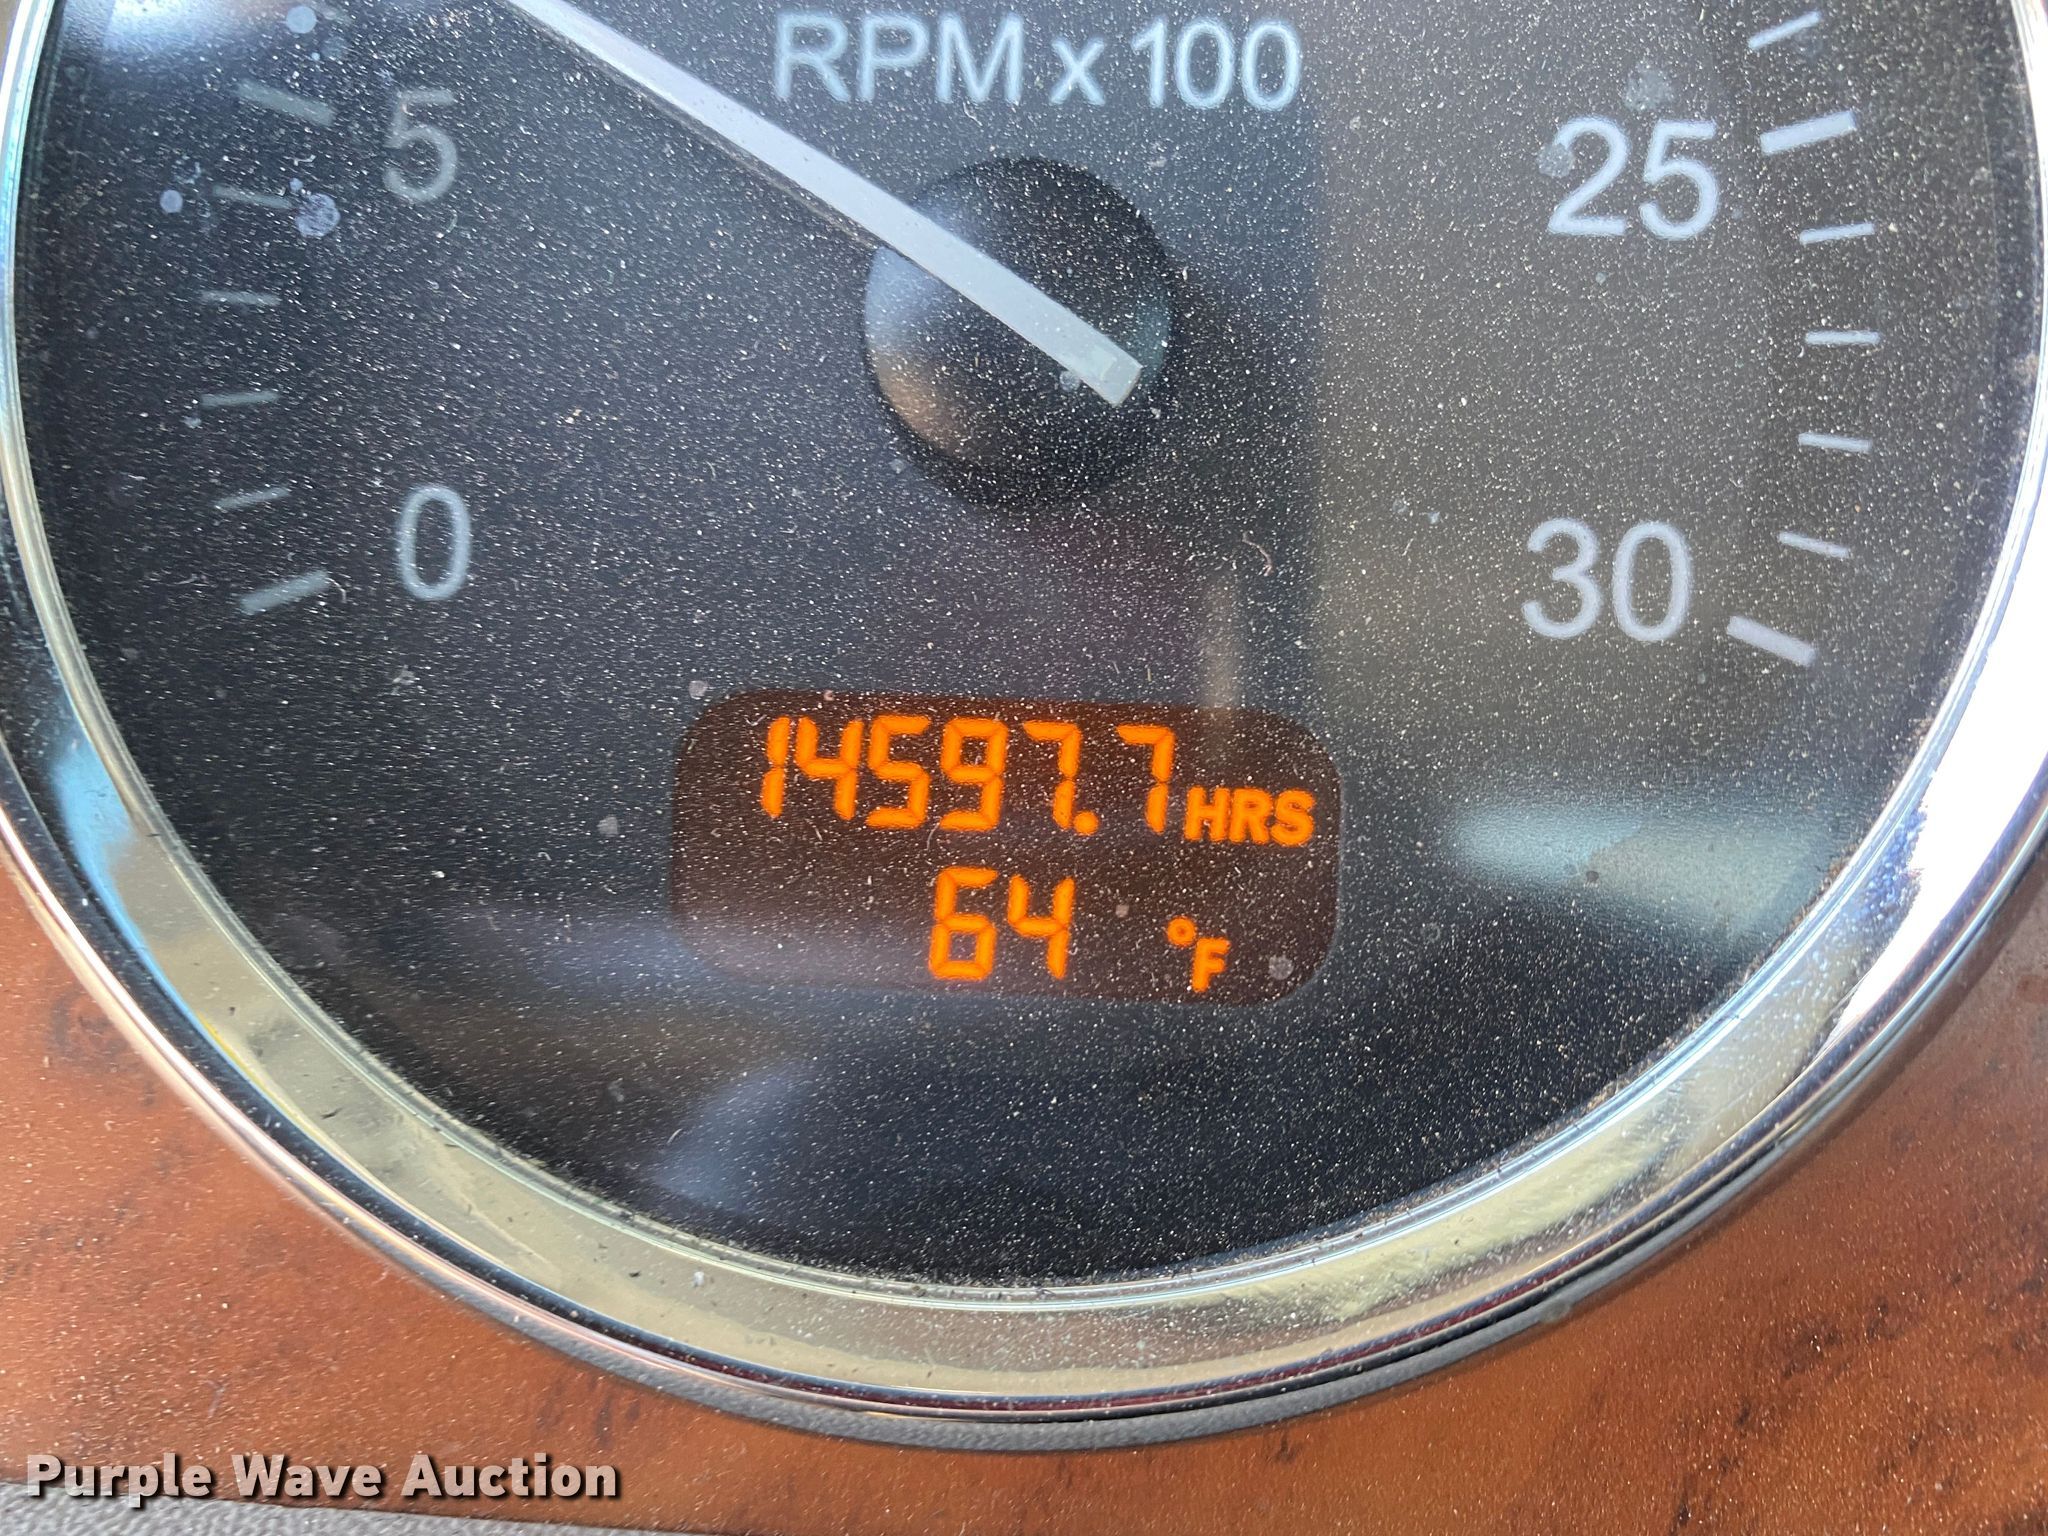 RPM x 100
5
25
0
30
14597.7 HRS
64 °F
Purple Wave Auction